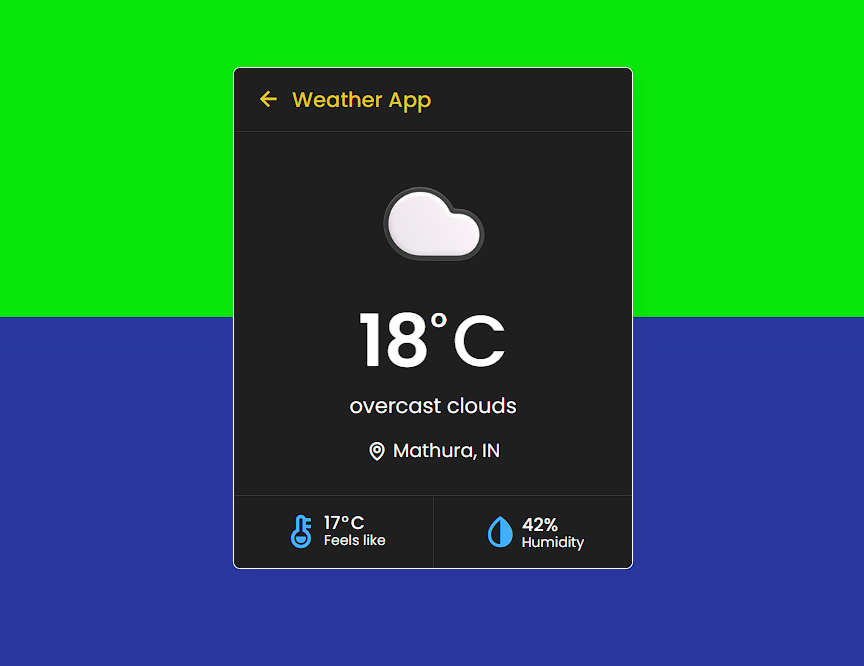 Weather App
18°C
overcast clouds
Mathura, IN
17°C
Feels like
42%
Humidity